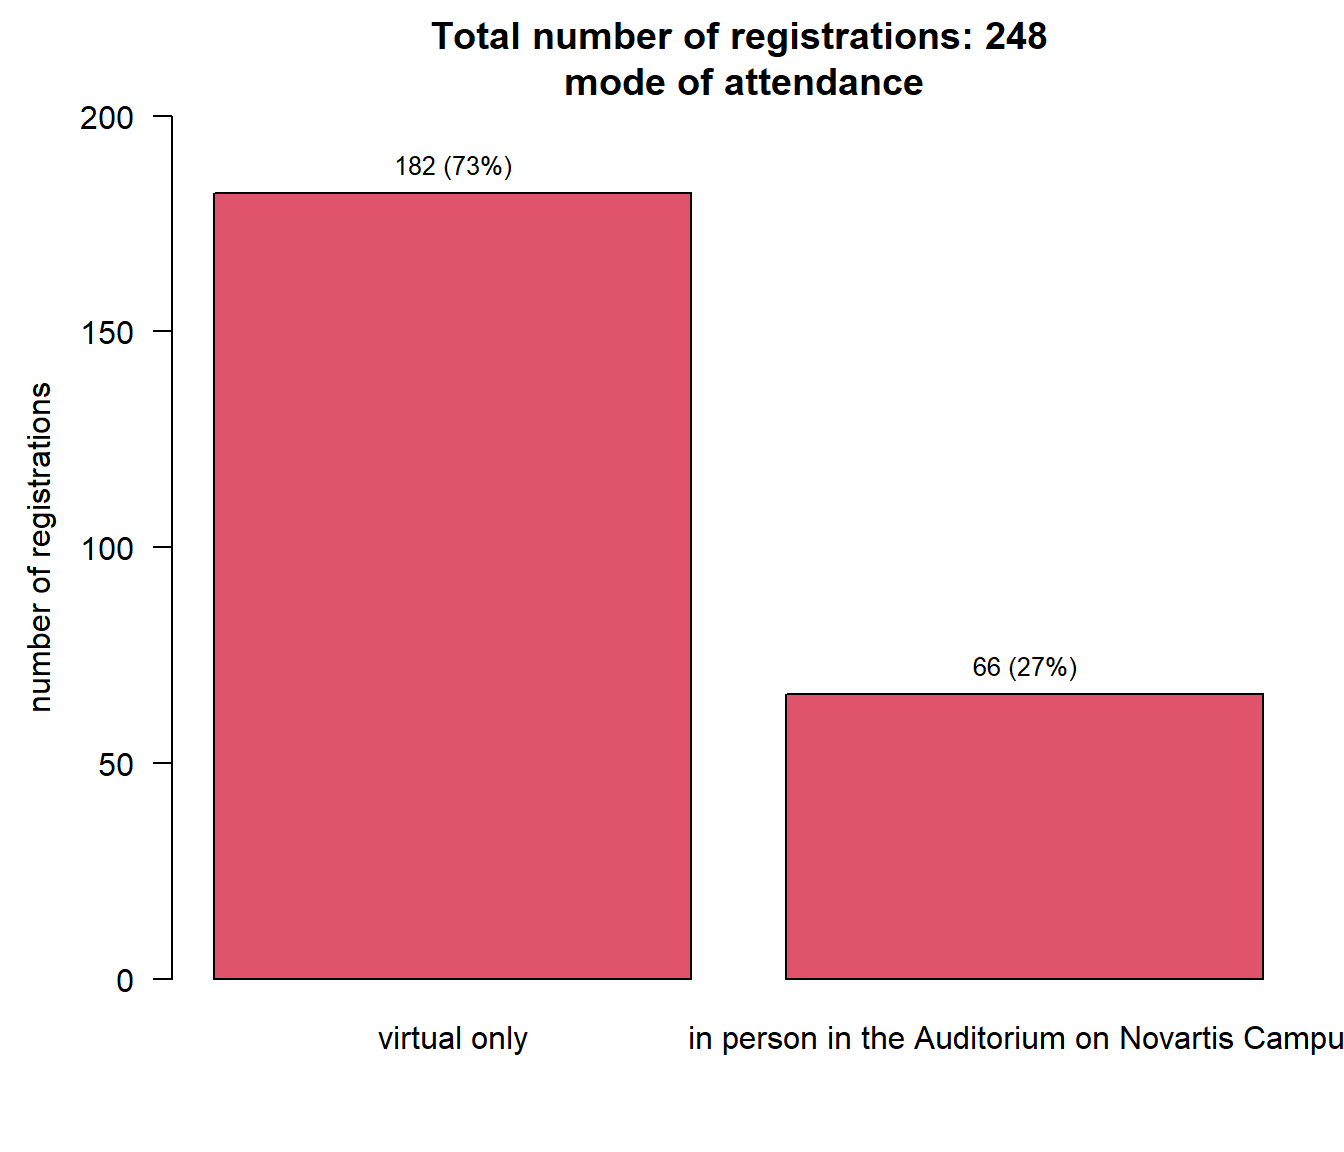 Total number of registrations: 248
mode of attendance
200
182 (73%)
150
number of registrations
100
66 (27%)
50
0
virtual only
in person in the Auditorium on Novartis Campu